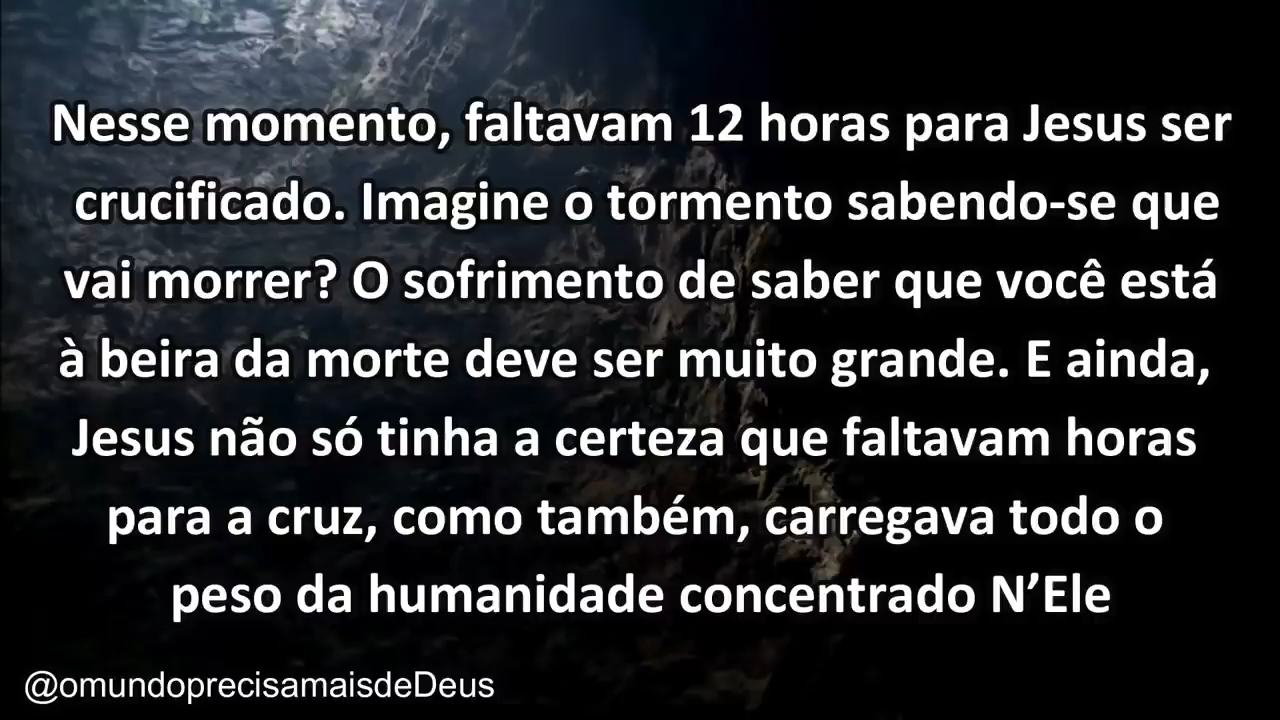 Nesse momento, faltavam 12 horas para Jesus ser
crucificado. Imagine o tormento sabendo-se que
vai morrer? O sofrimento de saber que você está
à beira da morte deve ser muito grande. E ainda,
Jesus não só tinha a certeza que faltavam horas
para a cruz, como também, carregava todo o
peso da humanidade concentrado N’Ele
@omundoprecisamaisdeDeus